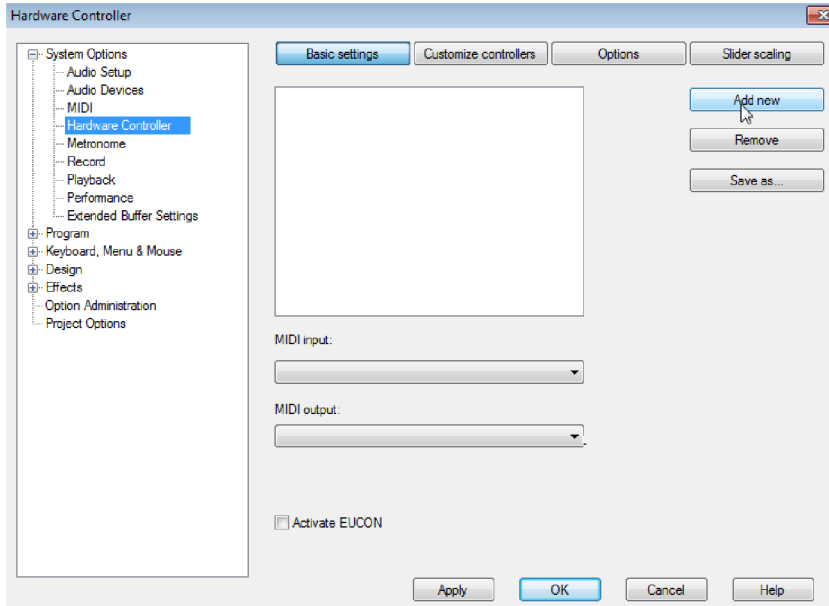 Hardware Controller
System Options
Audio Setup
Audio Devices
MIDI
Hardware Controller
Metronome
Record
Playback
Performance
Extended Buffer Settings
Program
Keyboard, Menu & Mouse
Design
Effects
Option Administration
Project Options
Basic settings
Customize controllers
Options
Slider scaling
Add new
Remove
Save as...
MIDI input:
MIDI output:
Activate EUCON
Apply
OK
Cancel
Help